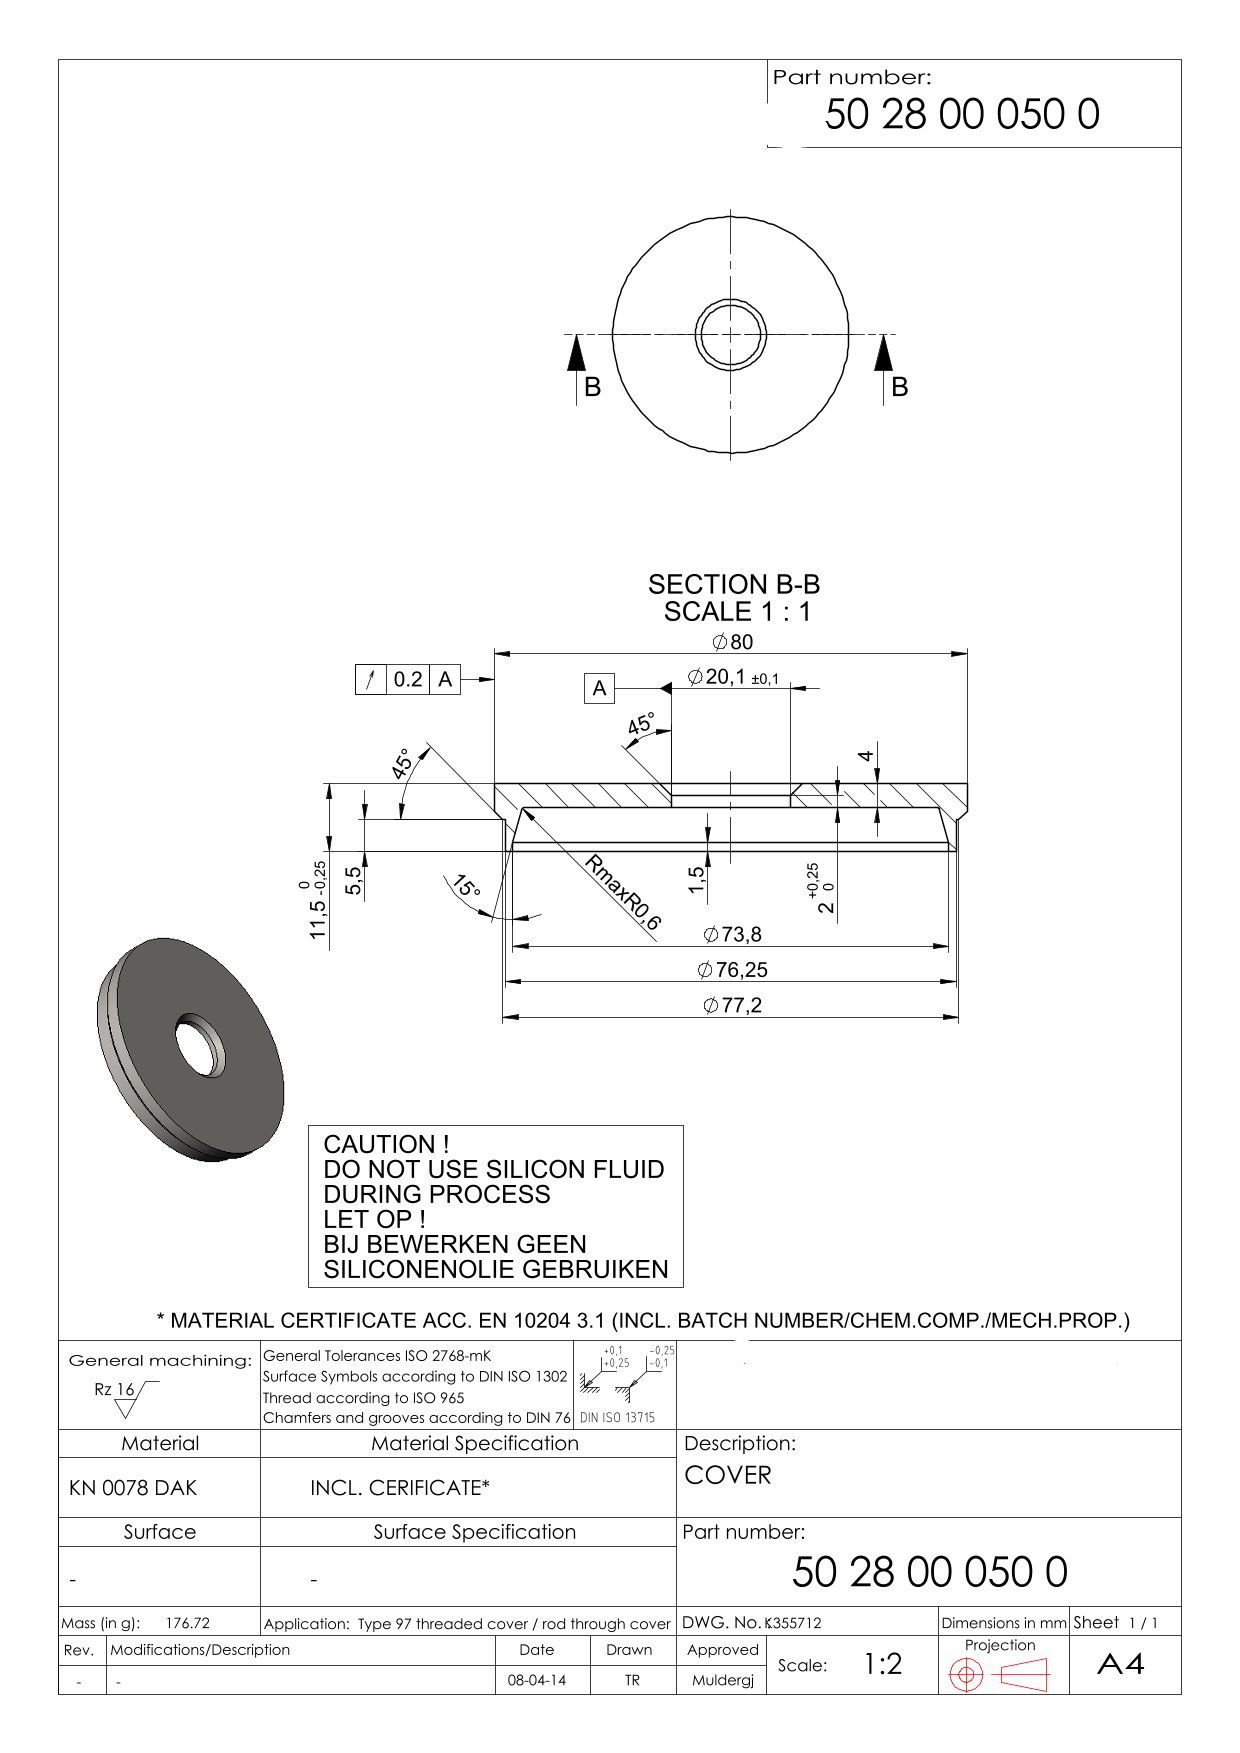 Part number:
50 28 00 050 0
B
B
SECTION B-B
SCALE 1 : 1
∅80
0.2 A
A
∅20,1 ±0,1
45°
45°
4
11,5 0 -0,25
5,5
15°
RmaxR0,6
1,5
2 +0,25 0
∅73,8
∅76,25
∅77,2
CAUTION !
DO NOT USE SILICON FLUID
DURING PROCESS
LET OP !
BIJ BEWERKEN GEEN
SILICONENOLIE GEBRUIKEN
* MATERIAL CERTIFICATE ACC. EN 10204 3.1 (INCL. BATCH NUMBER/CHEM.COMP./MECH.PROP.)
General machining:
Rz 16
General Tolerances ISO 2768-mK
Surface Symbols according to DIN ISO 1302
Thread according to ISO 965
Chamfers and grooves according to DIN 76
+0,1
+0,25
-0,25
-0,1
DIN ISO 13715
Material
Material Specification
KN 0078 DAK
INCL. CERIFICATE*
Description:
COVER
Surface
Surface Specification
-
-
Part number:
50 28 00 050 0
Mass (in g): 176.72
Application: Type 97 threaded cover / rod through cover
DWG. No. K355712
Dimensions in mm
Sheet 1 / 1
Rev.
Modifications/Description
Date
Drawn
Approved
-
-
08-04-14
TR
Muldergj
Scale: 1:2
Projection
A4